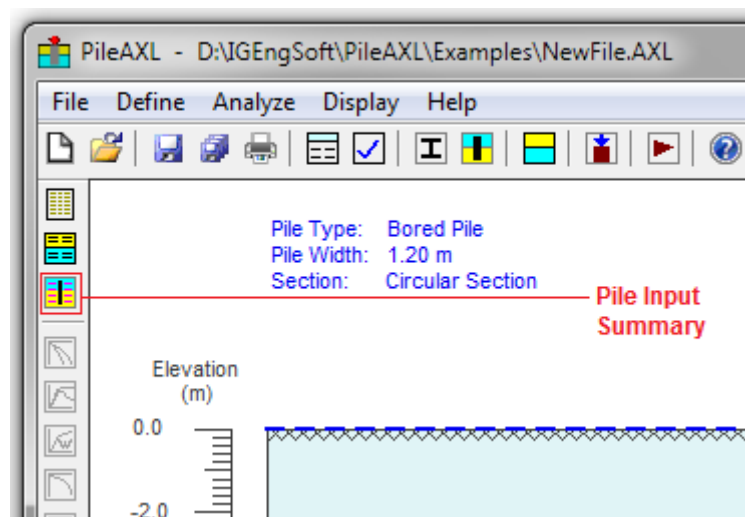 PileAXL - D:\IGEngSoft\PileAXL\Examples\NewFile.AXL
File Define Analyze Display Help
Pile Type: Bored Pile
Pile Width: 1.20 m
Section: Circular Section
Pile Input
Summary
Elevation
(m)
0.0
-2.0